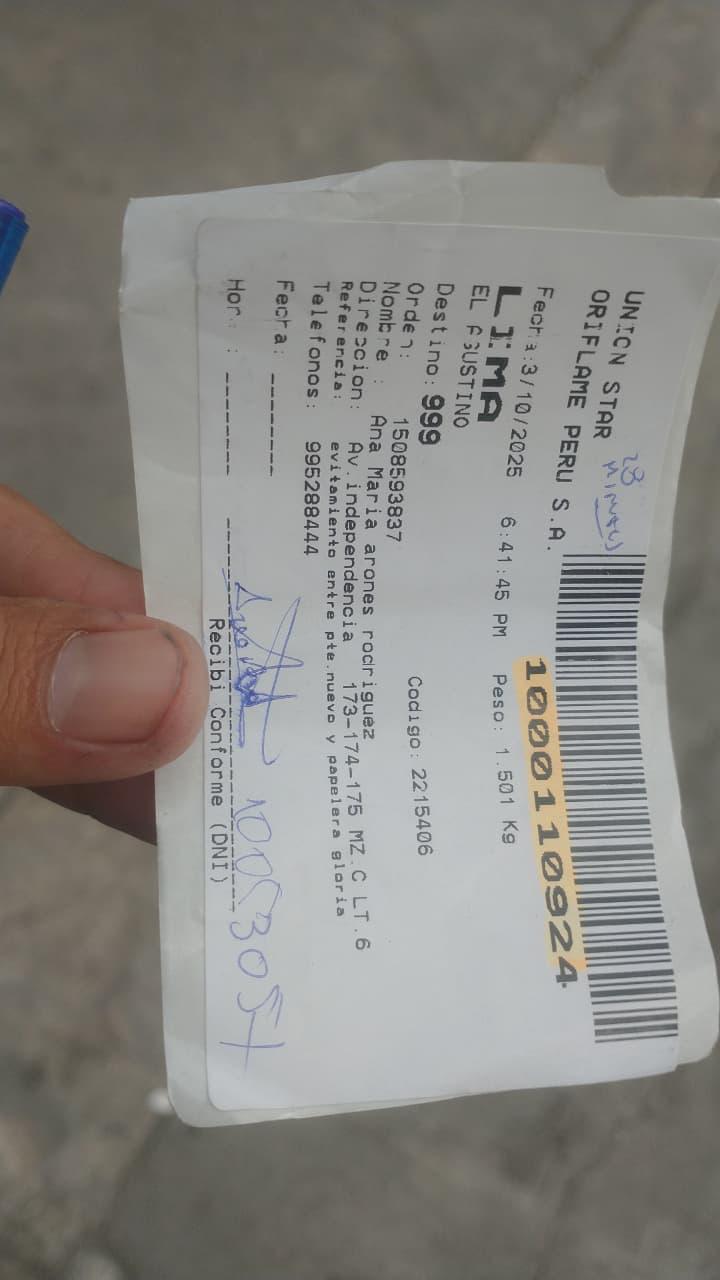 UNION STAR
28 MINUTOS
ORIFLAME PERU S.A.
1000110924
Fecha:3/10/2025 6:41:45 PM Peso: 1.501 Kg
LIMA
EL AGUSTINO
Destino: 999
Orden: 1508593837 Codigo: 2215406
Nombre : Ana Maria arones rodriguez
Direccion: Av.independencia 173-174-175 MZ.C LT.6
Referencia: evitamiento entre pte.nuevo y papelera gloria
Telefonos: 995288444
Fecha: --------
Hora : --------
Recibi Conforme (DNI)